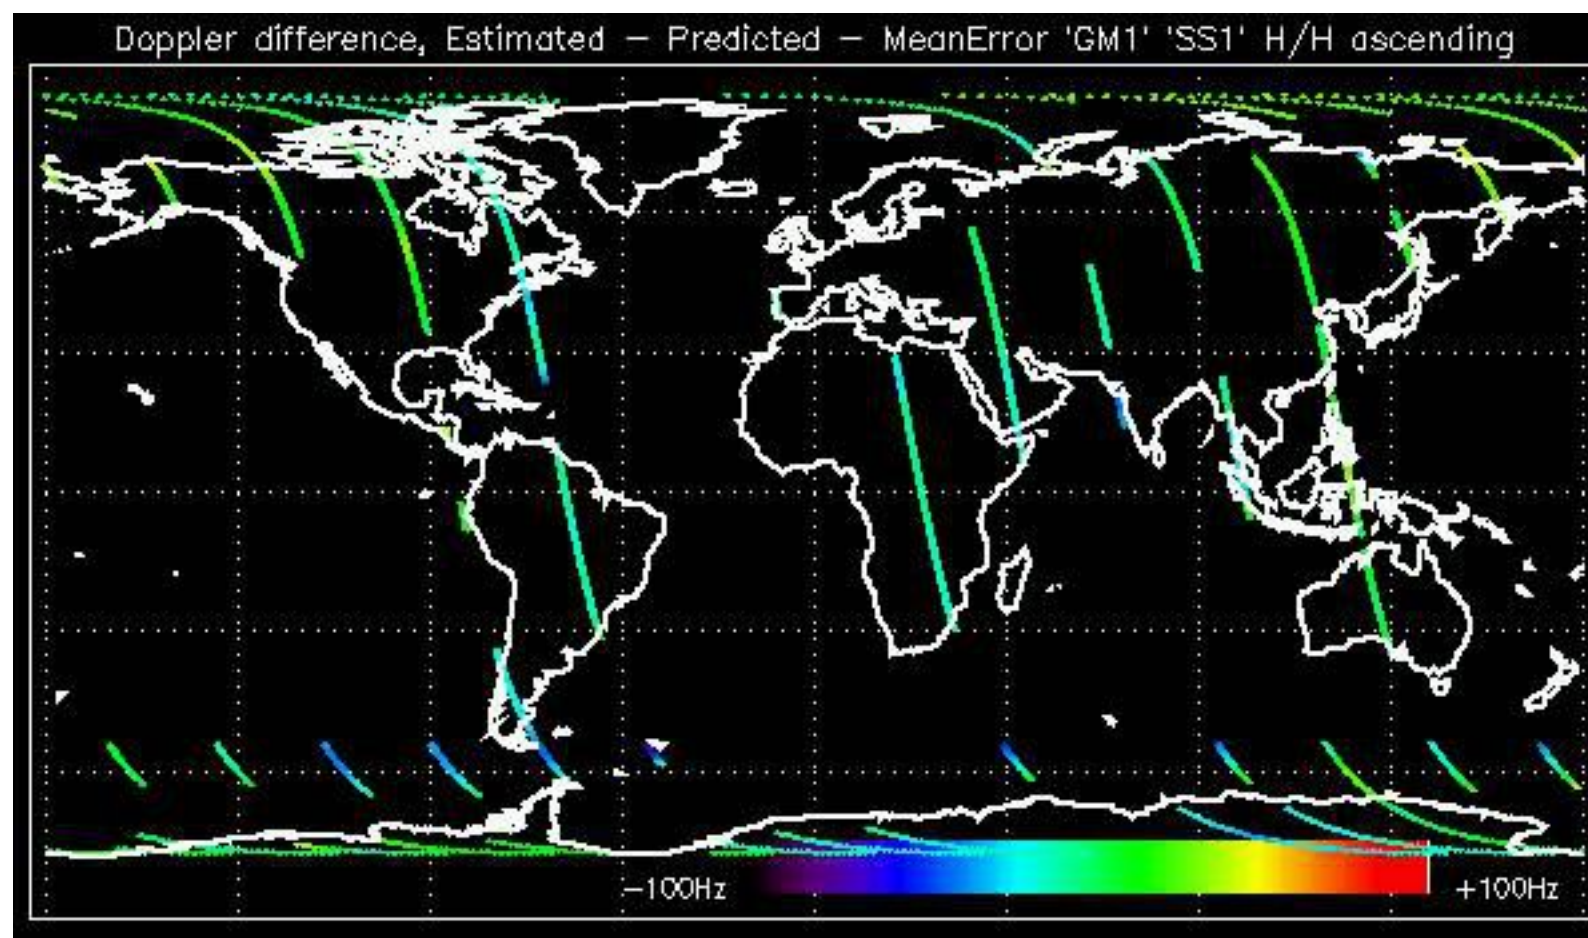 Doppler difference, Estimated – Predicted – MeanError 'GM1' 'SS1' H/H ascending
-100Hz
+100Hz